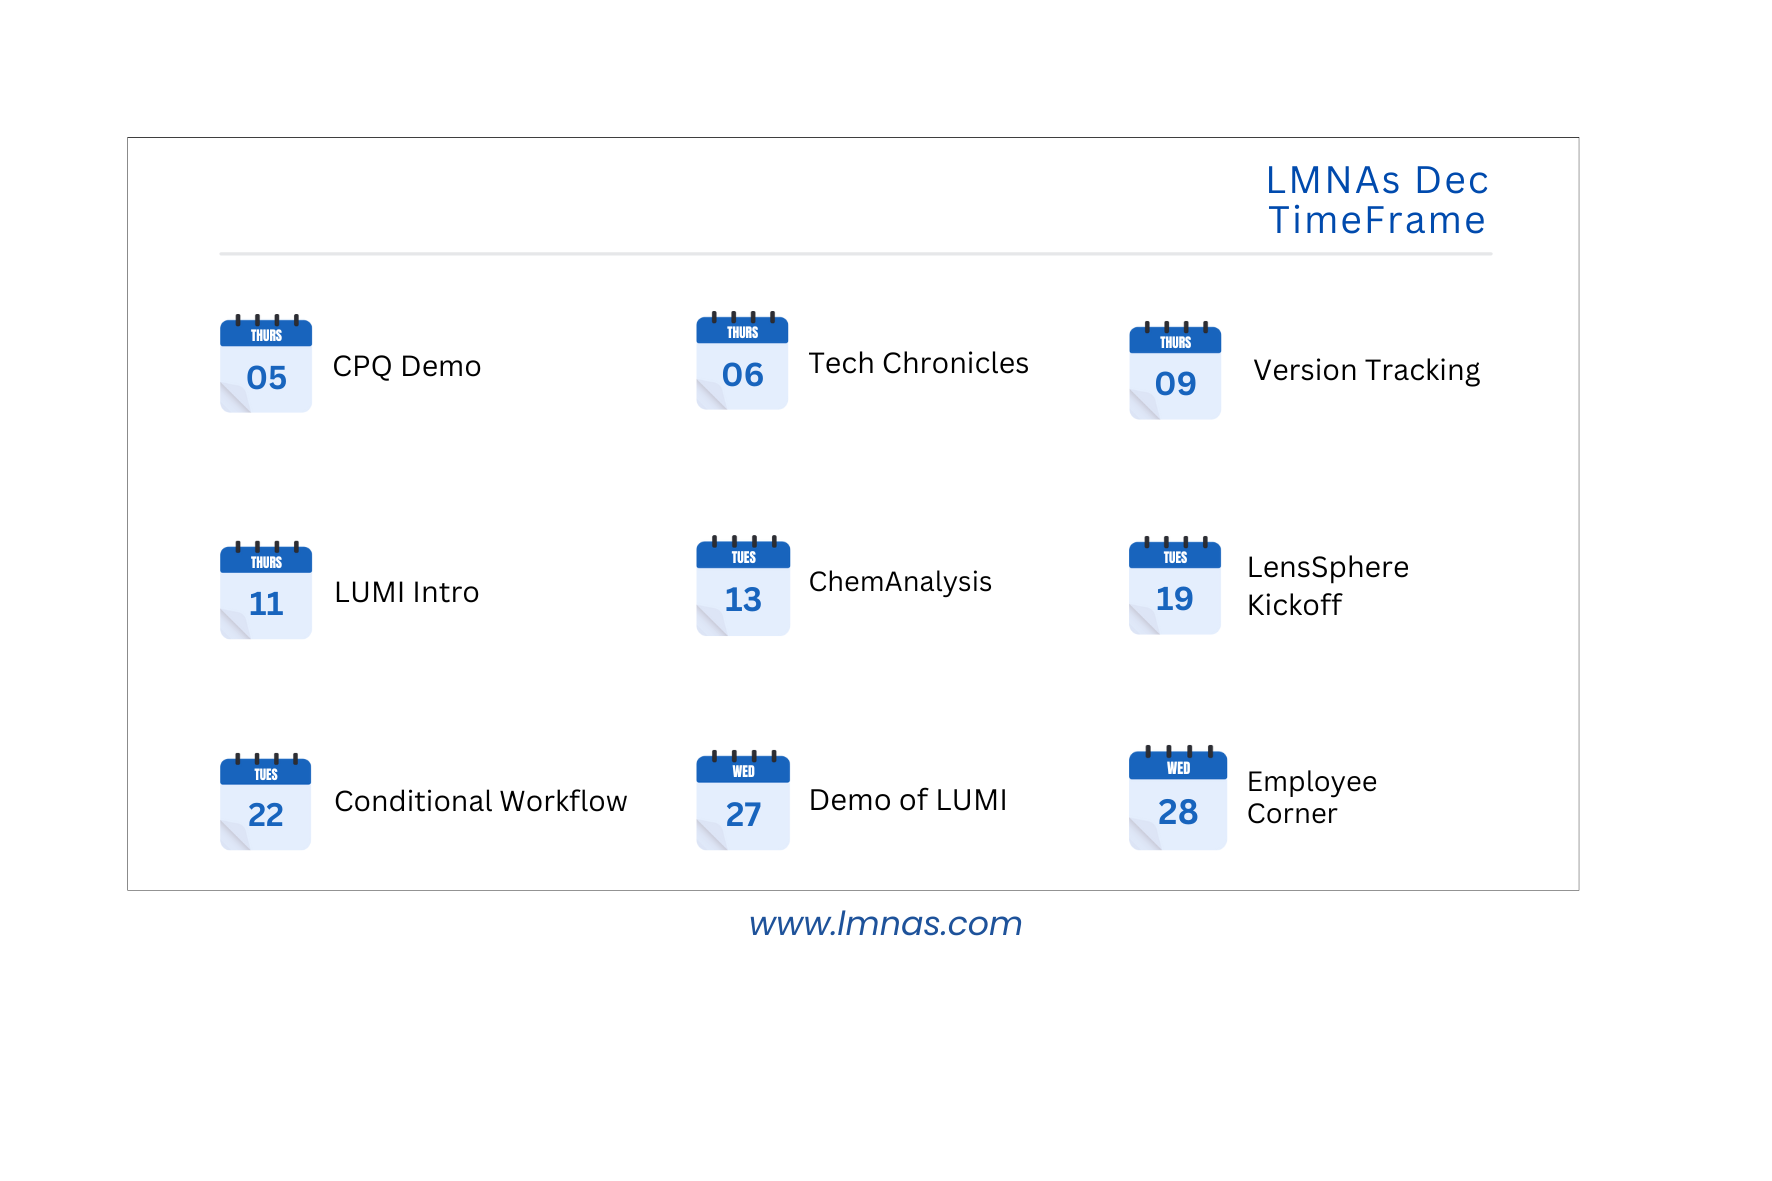 LMNAs Dec
TimeFrame
THURS
05
CPQ Demo
THURS
06
Tech Chronicles
THURS
09
Version Tracking
THURS
11
LUMI Intro
TUES
13
ChemAnalysis
TUES
19
LensSphere
Kickoff
TUES
22
Conditional Workflow
WED
27
Demo of LUMI
WED
28
Employee
Corner
www.lmnas.com